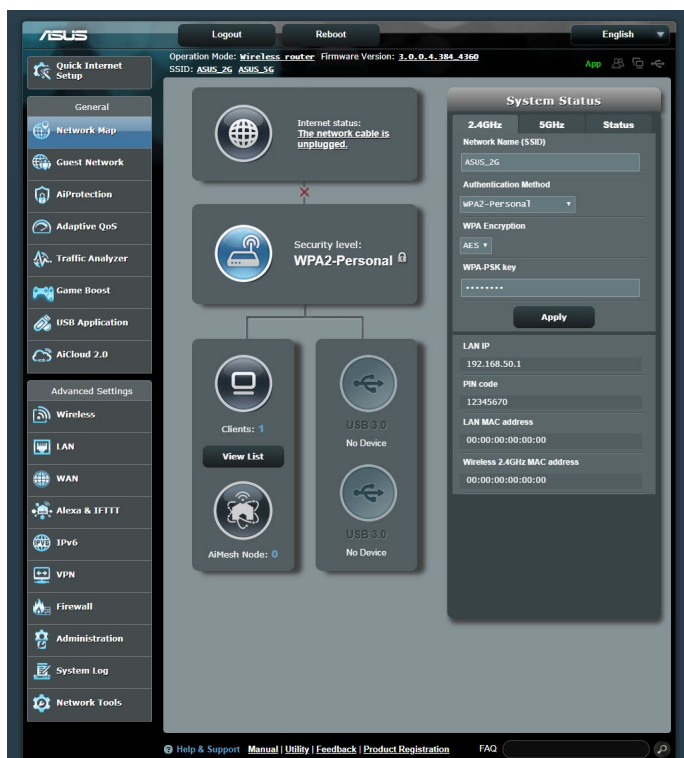 ASUS
Logout
Reboot
English
Quick Internet
Setup
Operation Mode: Wireless router Firmware Version: 3.0.0.4.384_4360
SSID: ASUS_2G ASUS_5G
App
General
Network Map
Guest Network
AiProtection
Adaptive QoS
Traffic Analyzer
Game Boost
USB Application
AiCloud 2.0
Advanced Settings
Wireless
LAN
WAN
Alexa & IFTTT
IPV6
IPv6
VPN
Firewall
Administration
System Log
Network Tools
Internet status:
The network cable is
unplugged.
Security level:
WPA2-Personal
Clients: 1
View List
AiMesh Node: 0
USB 3.0
No Device
USB 3.0
No Device
System Status
2.4GHz
5GHz
Status
Network Name (SSID)
ASUS_2G
Authentication Method
WPA2-Personal
WPA Encryption
AES
WPA-PSK key
••••••••
Apply
LAN IP
192.168.50.1
PIN code
12345670
LAN MAC address
00:00:00:00:00:00
Wireless 2.4GHz MAC address
00:00:00:00:00:00
Help & Support Manual | Utility | Feedback | Product Registration
FAQ